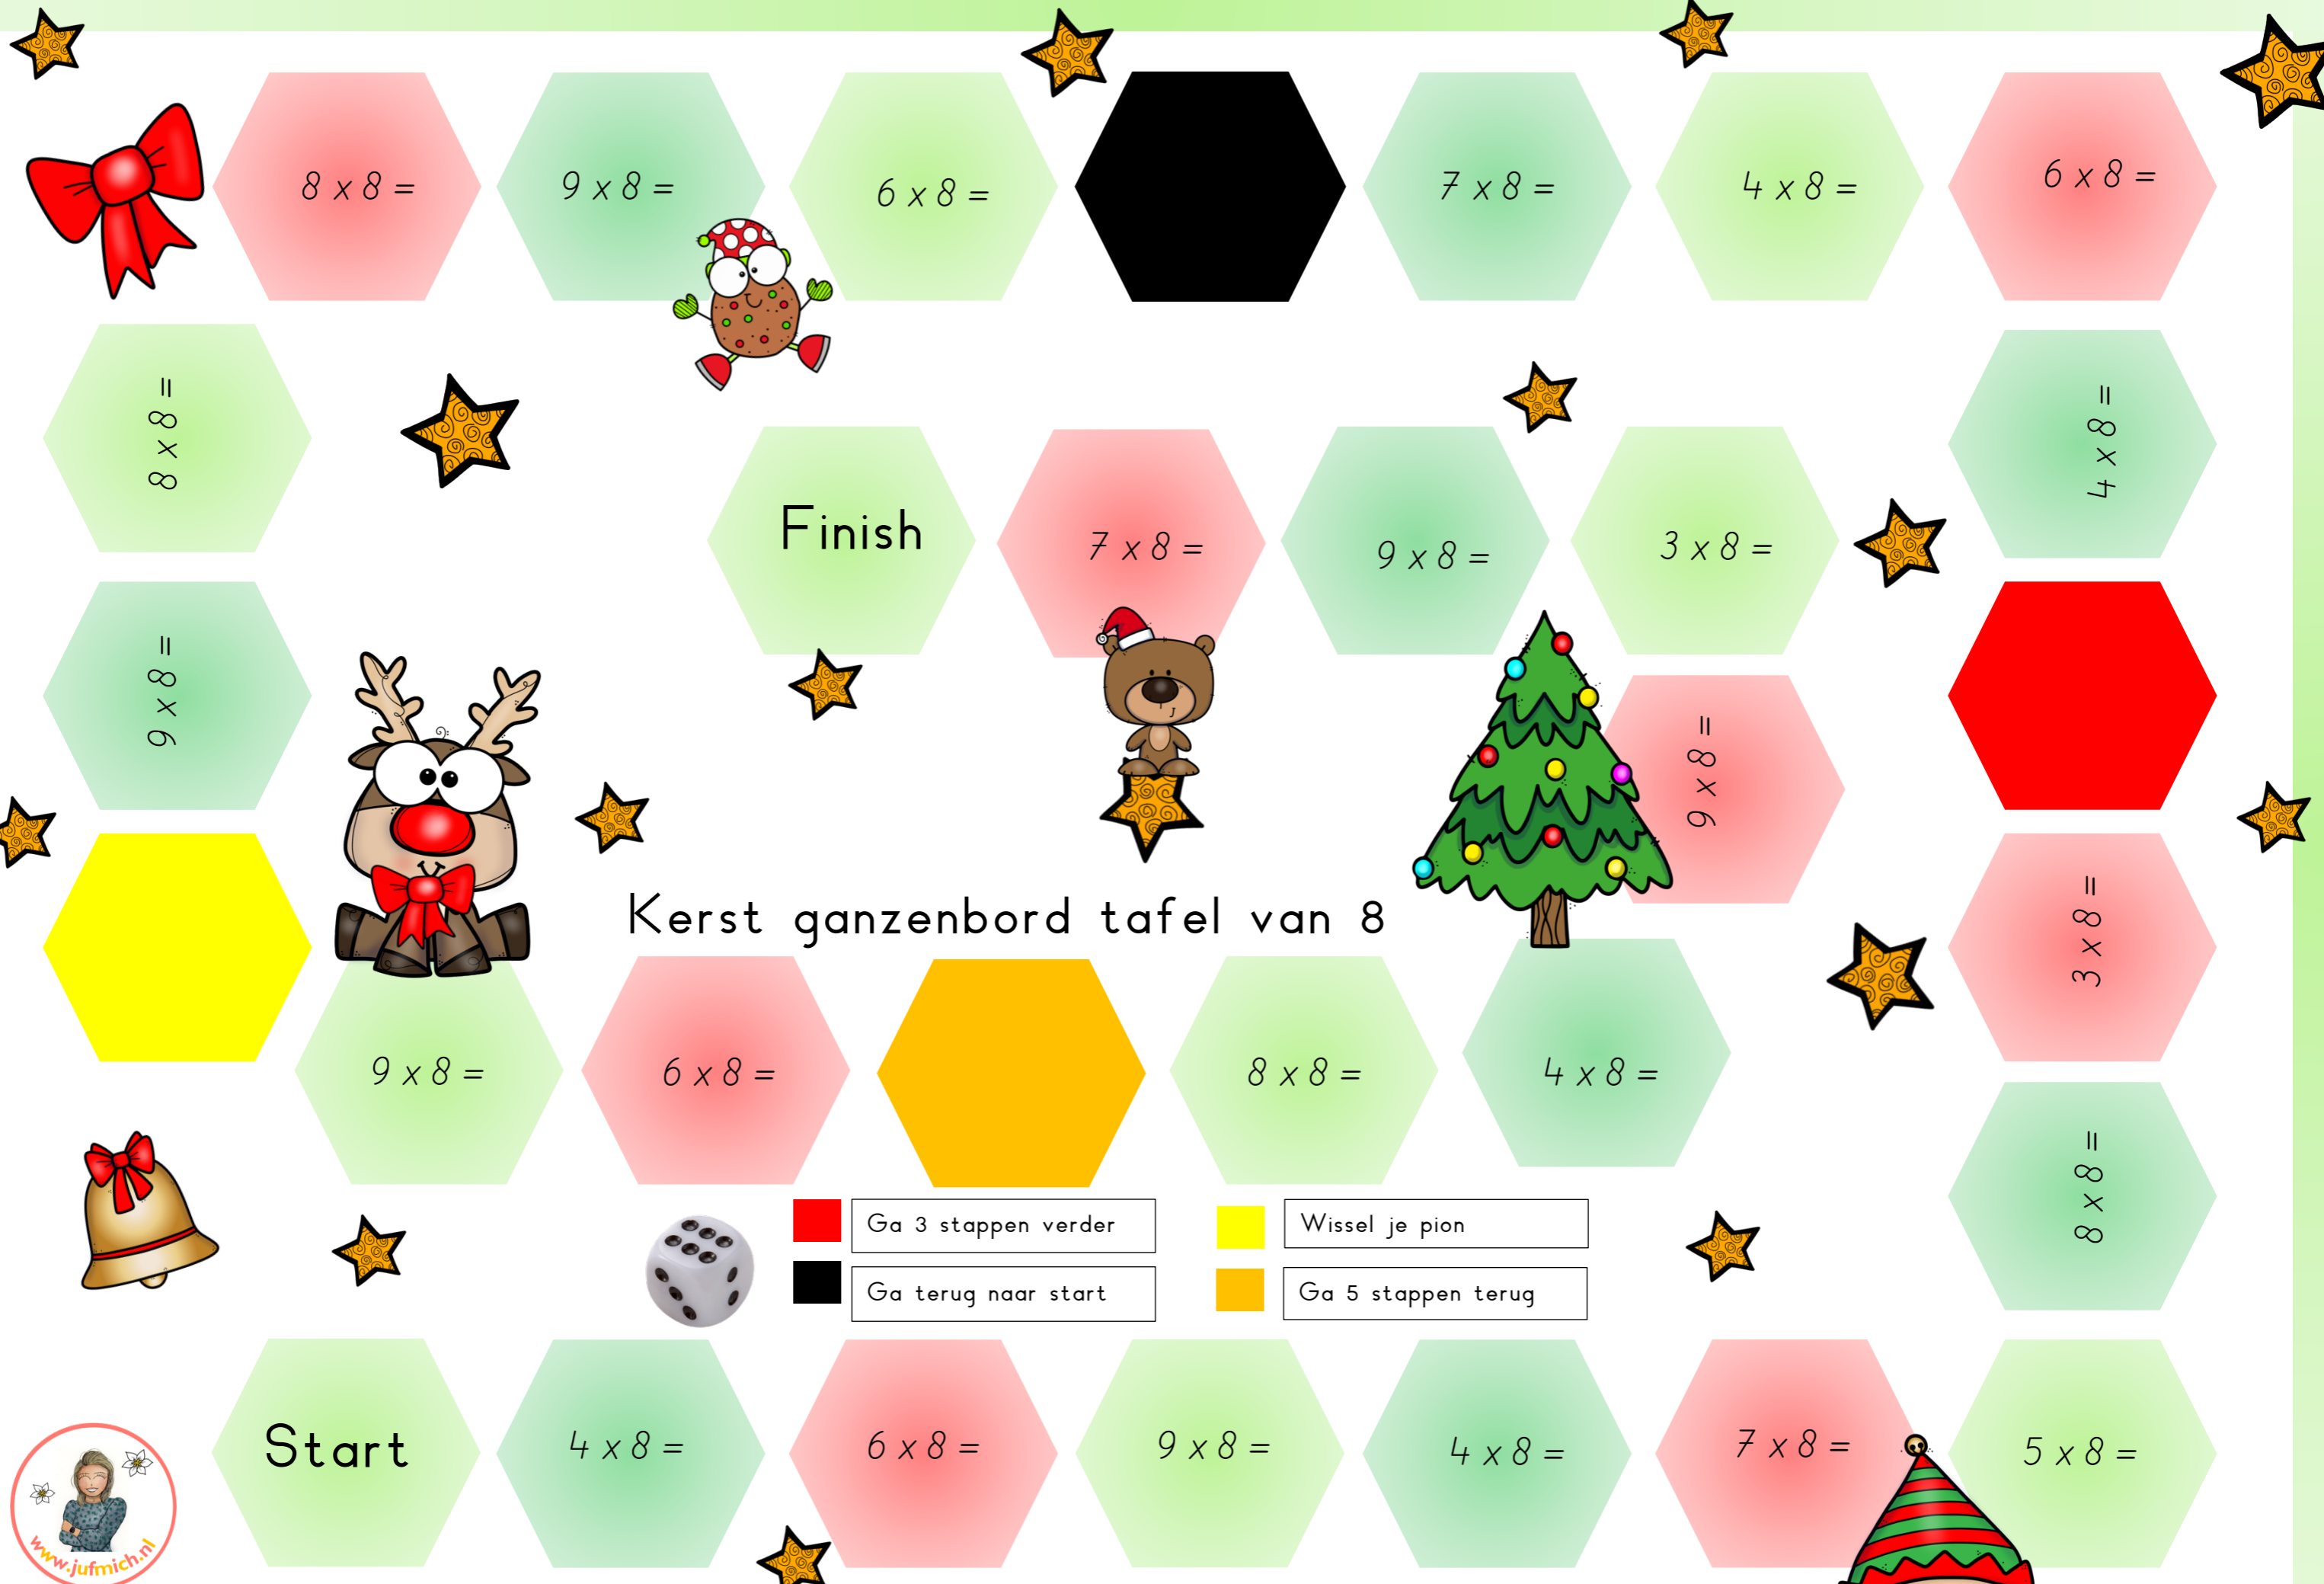 8 x 8 =
9 x 8 =
6 x 8 =
7 x 8 =
4 x 8 =
6 x 8 =
8 x 8 =
4 x 8 =
Finish
7 x 8 =
9 x 8 =
3 x 8 =
9 x 8 =
9 x 8 =
3 x 8 =
Kerst ganzenbord tafel van 8
9 x 8 =
6 x 8 =
8 x 8 =
4 x 8 =
8 x 8 =
Ga 3 stappen verder
Wissel je pion
Ga terug naar start
Ga 5 stappen terug
Start
4 x 8 =
6 x 8 =
9 x 8 =
4 x 8 =
7 x 8 =
5 x 8 =
www.jufmich.nl